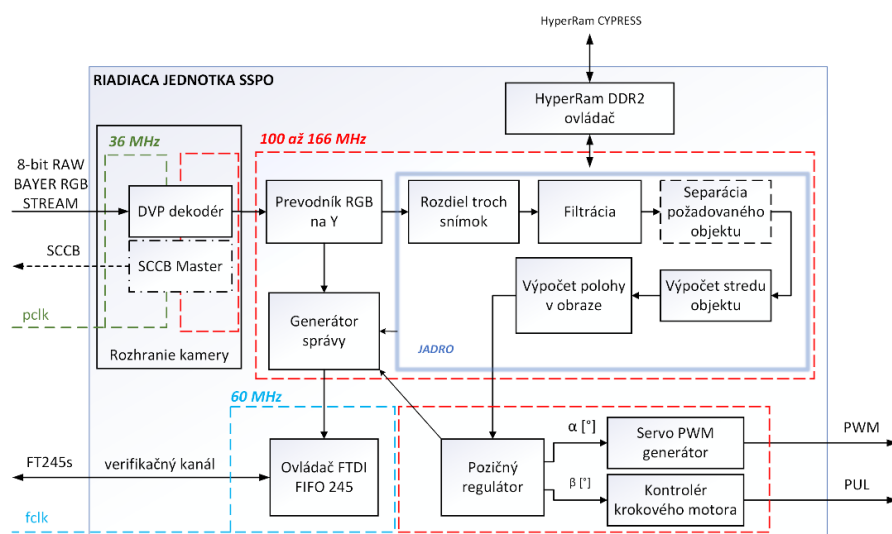 HyperRam CYPRESS
RIADIACA JEDNOTKA SSPO
HyperRam DDR2
ovládač
36 MHz
100 až 166 MHz
8-bit RAW
BAYER RGB
STREAM
DVP dekodér
Prevodník RGB
na Y
Rozdiel troch
snímok
Filtrácia
Separácia
požadovaného
objektu
SCCB
SCCB Master
Výpočet polohy
v obraze
Výpočet stredu
objektu
pclk
Generátor
správy
Rozhranie kamery
JADRO
60 MHz
FT245s
verifikačný kanál
Ovládač FTDI
FIFO 245
Pozičný
regulátor
α [°]
Servo PWM
generátor
PWM
β [°]
Kontrolér
krokového motora
PUL
fclk